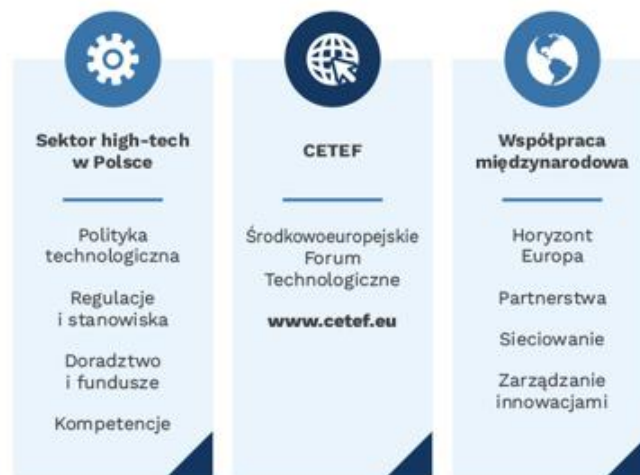 Sektor high-tech
w Polsce
Polityka
technologiczna
Regulacje
i stanowiska
Doradztwo
i fundusze
Kompetencje
CETEF
Środkowoeuropejskie
Forum
Technologiczne
www.cetef.eu
Współpraca
międzynarodowa
Horyzont
Europa
Partnerstwa
Sieciowanie
Zarządzanie
innowacjami